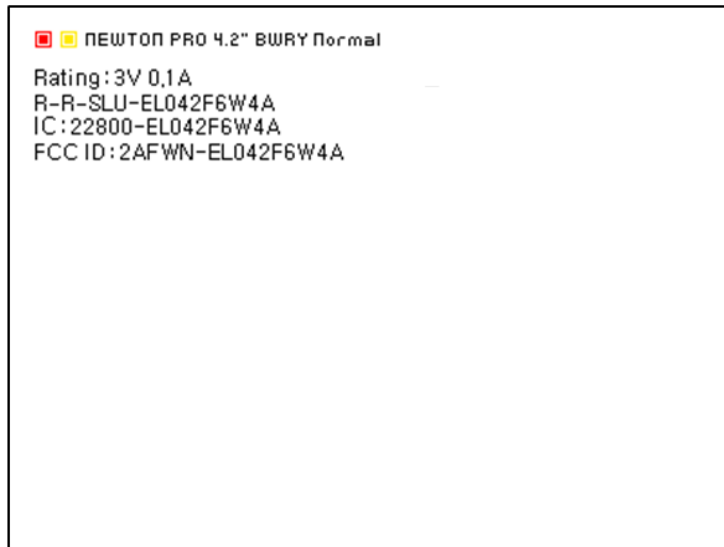 NEWTON PRO 4.2" BWRY Normal
Rating:3V 0.1A
R-R-SLU-EL042F6W4A
IC:22800-EL042F6W4A
FCC ID:2AFWN-EL042F6W4A